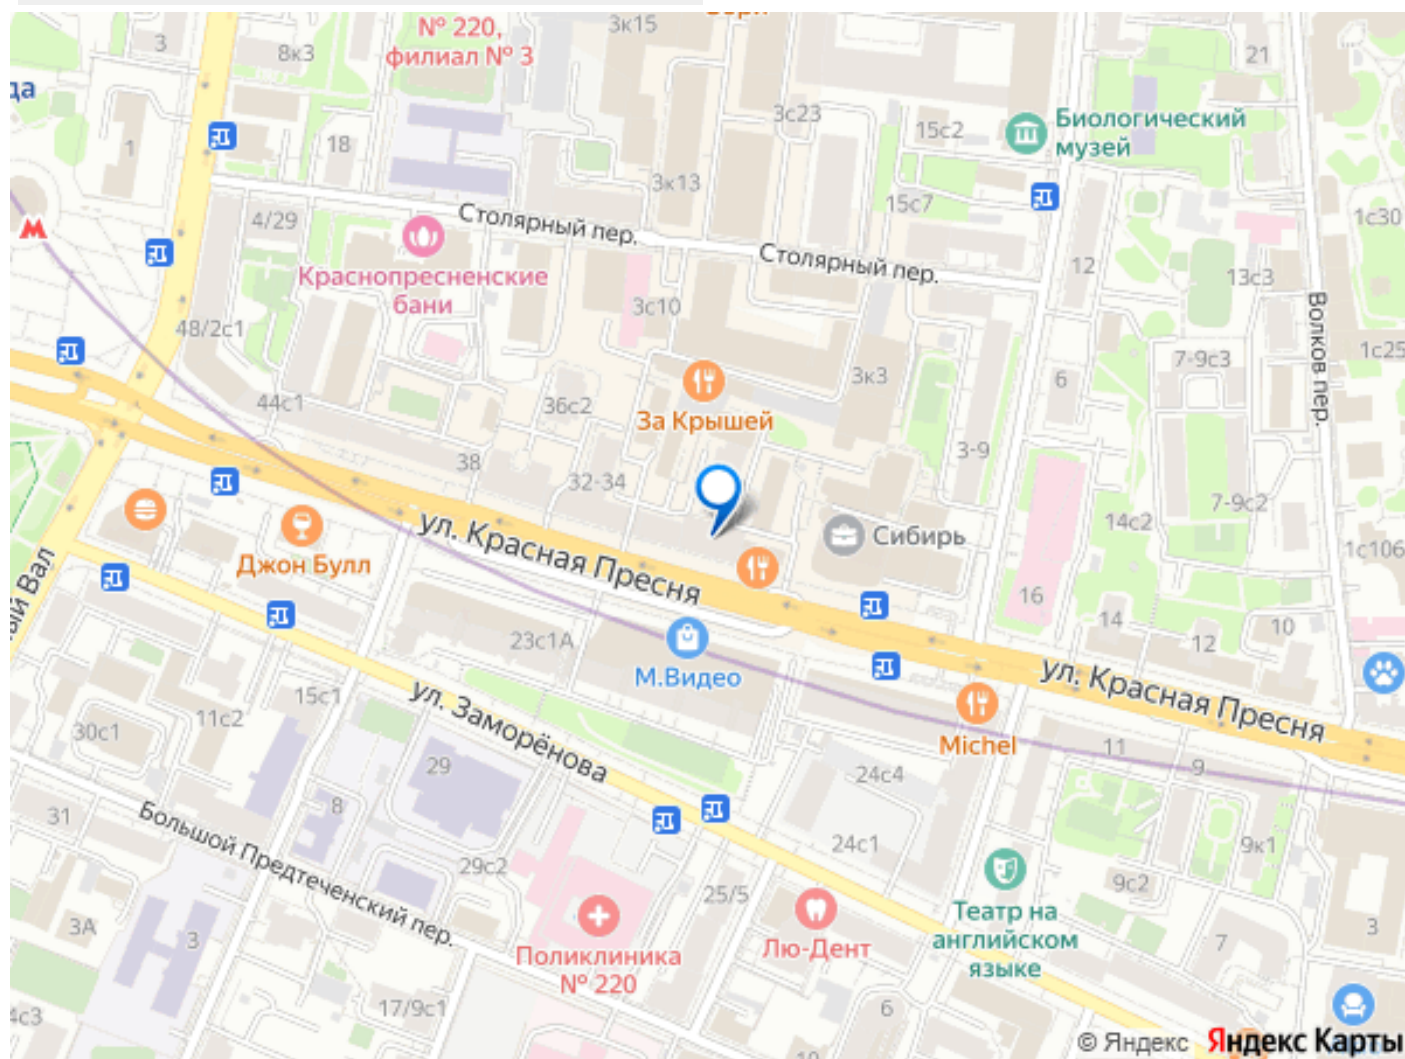 № 220,
филиал № 3
3к15
3
8к3
21
да
1
18
3с23
15с2
Биологический
музей
3к13
15с7
4/29
Столярный пер.
Столярный пер.
1с30
Краснопресненские
бани
12
13с3
3с10
48/2с1
Волков пер.
1с25
7-9с3
3к3
6
36с2
44с1
За Крышей
38
32-34
3-9
7-9с2
14с2
ул. Красная Пресня
Сибирь
1с106
Джон Булл
ый Вал
16
14
12
10
23с1А
М.Видео
ул. Красная Пресня
15с1
11с2
30с1
ул. Заморёнова
Michel
11
9
29
24с4
31
8
Большой Предтеченский пер.
29с2
24с1
9к1
9с2
25/5
3А
3
Театр на
английском
языке
7
3
Лю-Дент
Поликлиника
№ 220
17/9с1
4с3
6
© Яндекс Яндекс Карты